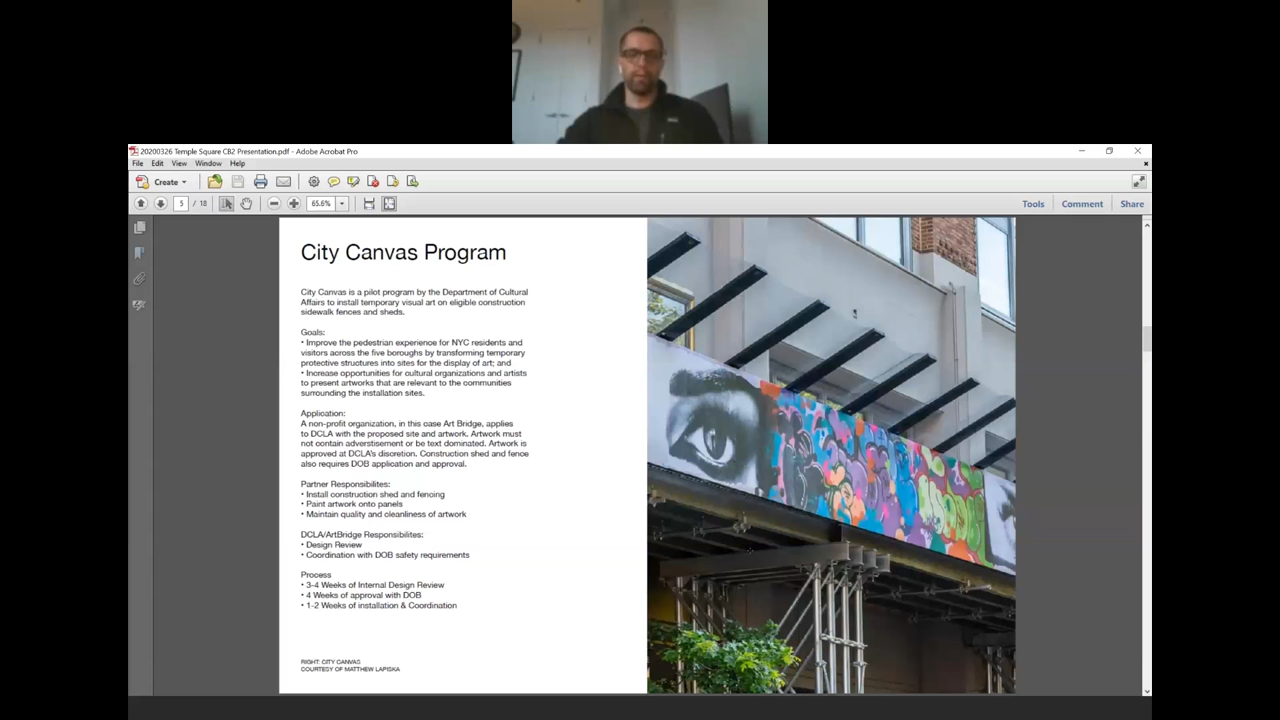 20200326 Temple Square CB2 Presentation.pdf - Adobe Acrobat Pro
File Edit View Window Help
Create
5 / 18 65.6% Tools Comment Share
City Canvas Program
City Canvas is a pilot program by the Department of Cultural
Affairs to install temporary visual art on eligible construction
sidewalk fences and sheds.
Goals:
• Improve the pedestrian experience for NYC residents and
visitors across the five boroughs by transforming temporary
protective structures into sites for the display of art; and
• Increase opportunities for cultural organizations and artists
to present artworks that are relevant to the communities
surrounding the installation sites.
Application:
A non-profit organization, in this case Art Bridge, applies
to DCLA with the proposed site and artwork. Artwork must
not contain adverstisement or be text dominated. Artwork is
approved at DCLA's discretion. Construction shed and fence
also requires DOB application and approval.
Partner Responsibilites:
• Install construction shed and fencing
• Paint artwork onto panels
• Maintain quality and cleanliness of artwork
DCLA/ArtBridge Responsibilites:
• Design Review
• Coordination with DOB safety requirements
Process
• 3-4 Weeks of Internal Design Review
• 4 Weeks of approval with DOB
• 1-2 Weeks of installation & Coordination
RIGHT: CITY CANVAS
COURTESY OF MATTHEW LAPISKA